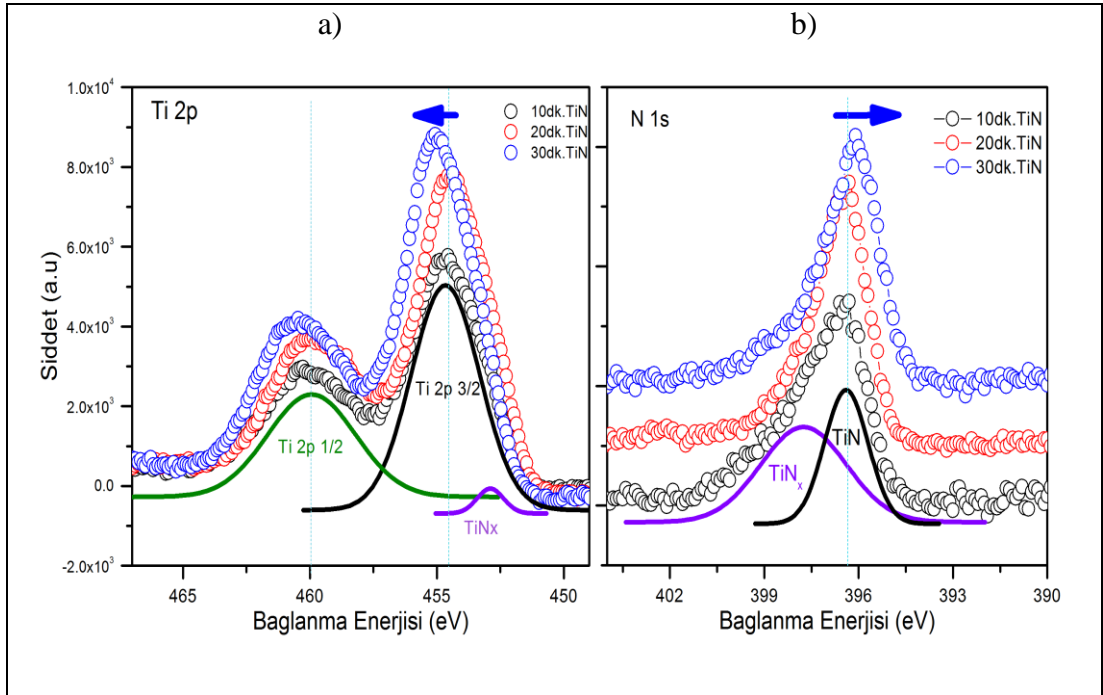 a)
b)
Ti 2p
10dk.TiN
20dk.TiN
30dk.TiN
N 1s
10dk.TiN
20dk.TiN
30dk.TiN
1.0x10⁴
8.0x10³
6.0x10³
4.0x10³
2.0x10³
0.0
-2.0x10³
Siddet (a.u)
Ti 2p 3/2
Ti 2p 1/2
TiNx
TiN
TiNₓ
465
460
455
450
402
399
396
393
390
Baglanma Enerjisi (eV)
Baglanma Enerjisi (eV)